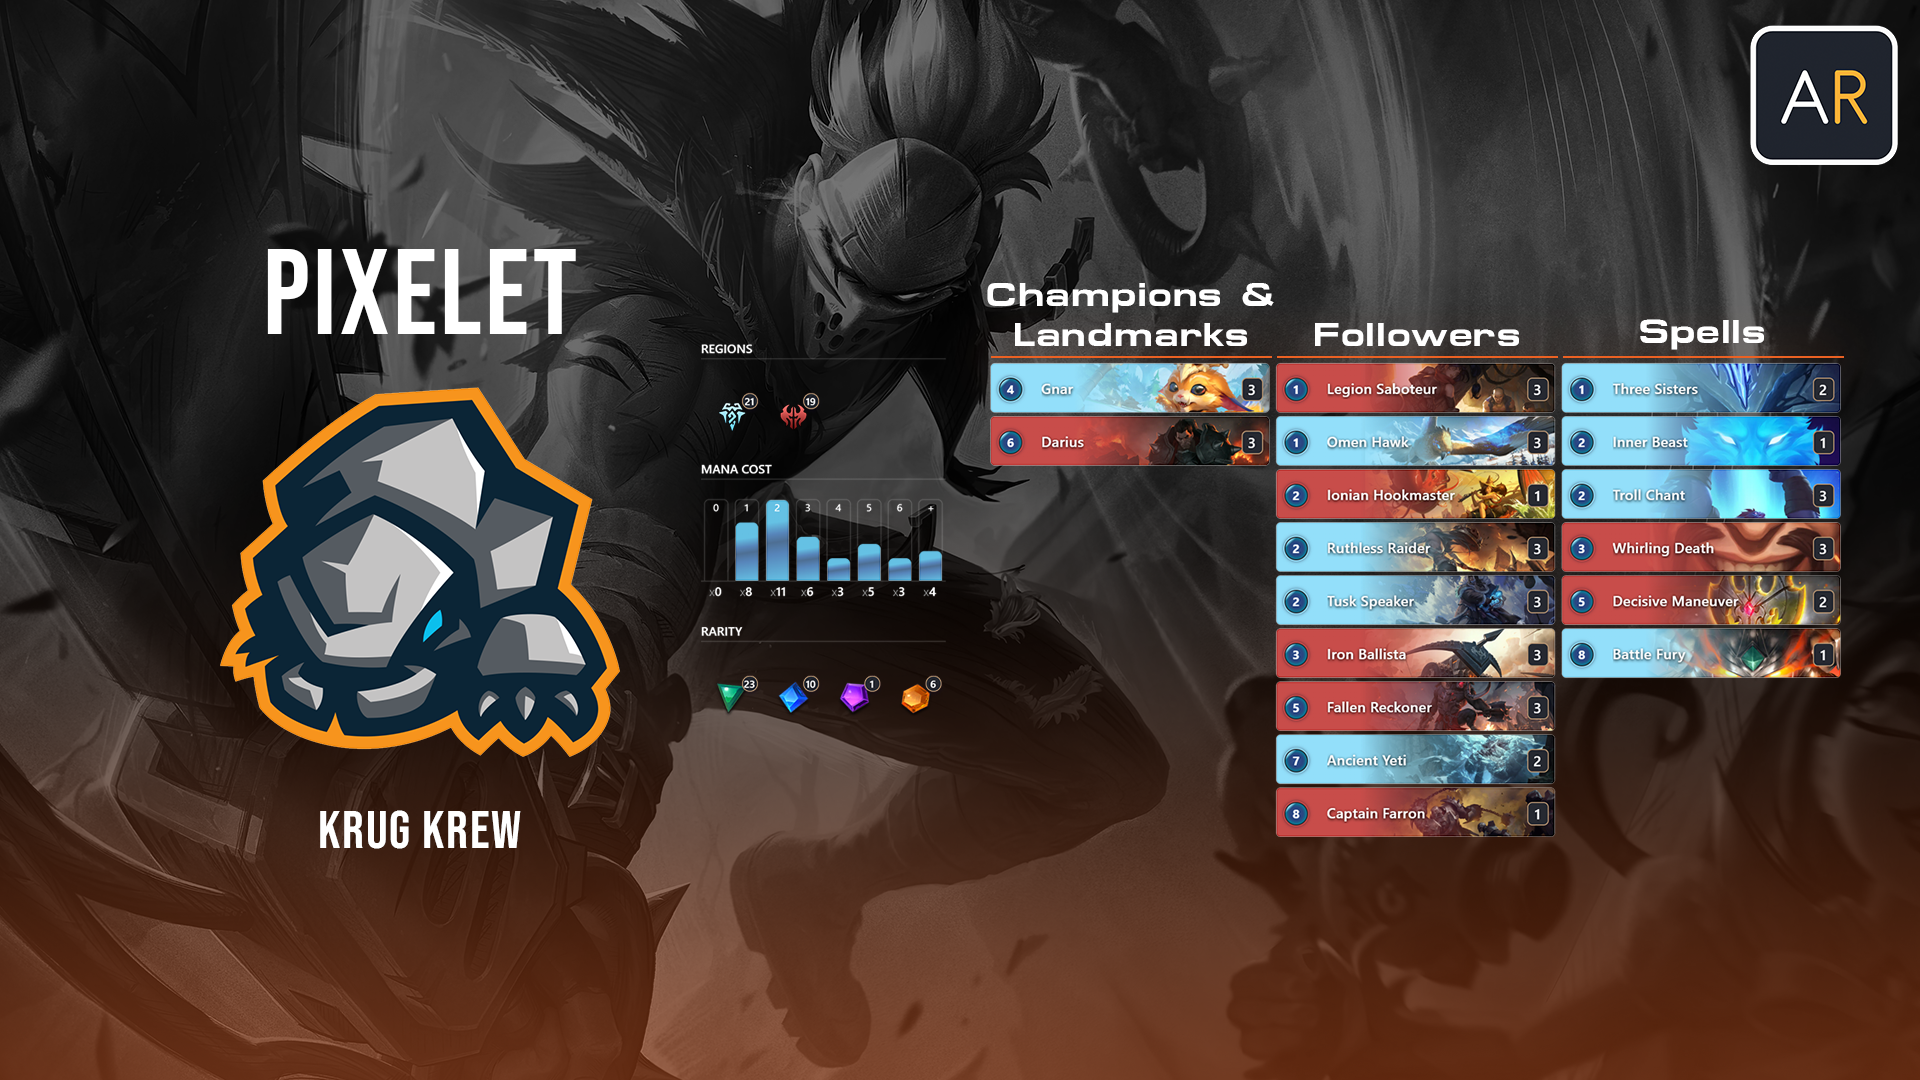 AR
PIXELET
KRUG KREW
REGIONS
21
19
MANA COST
0 1 2 3 4 5 6 +
x0 x8 x11 x6 x3 x5 x3 x4
RARITY
23
10
1
6
Champions &
Landmarks
4 Gnar 3
6 Darius 3
Followers
1 Legion Saboteur 3
1 Omen Hawk 3
2 Ionian Hookmaster 1
2 Ruthless Raider 3
2 Tusk Speaker 3
3 Iron Ballista 3
5 Fallen Reckoner 3
7 Ancient Yeti 2
8 Captain Farron 1
Spells
1 Three Sisters 2
2 Inner Beast 1
2 Troll Chant 3
3 Whirling Death 3
5 Decisive Maneuver 2
8 Battle Fury 1